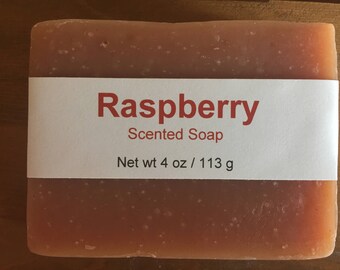 Raspberry
Scented Soap
Net wt 4 oz / 113 g